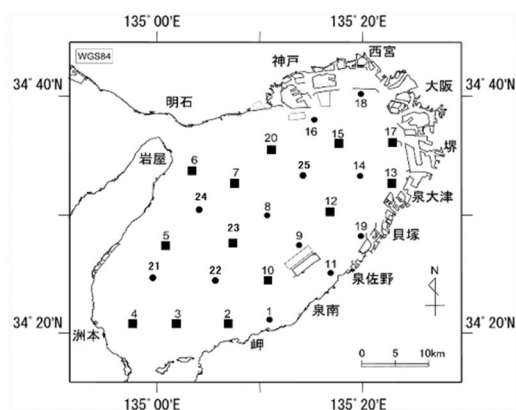 135° 00'E
135° 20'E
WGS84
西宮
神戸
34° 40'N
大阪
34° 40'N
明石
18
16
15
17
堺
20
岩屋
6
7
25
14
13
24
泉大津
8
12
23
貝塚
5
9
19
21
22
10
11
泉佐野
N
4
3
2
1
泉南
34° 20'N
洲本
岬
34° 20'N
0 5 10km
135° 00'E
135° 20'E